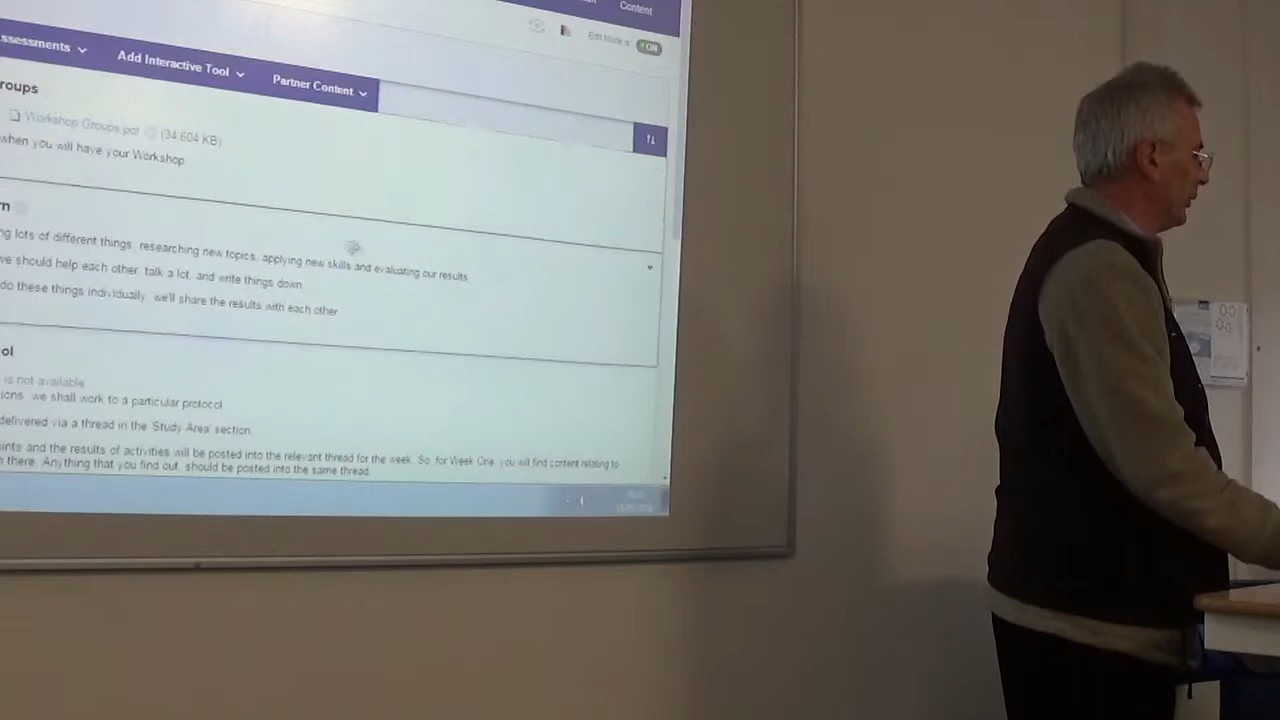 Content
Edit Mode is: ON
ssessments
Add Interactive Tool
Partner Content
roups
Workshop Groups.pdf (34.604 KB)
when you will have your Workshop
rn
ng lots of different things, researching new topics, applying new skills and evaluating our results.
we should help each other, talk a lot, and write things down.
do these things individually, we'll share the results with each other
ol
is not available
ions, we shall work to a particular protocol
delivered via a thread in the 'Study Area' section.
ints and the results of activities will be posted into the relevant thread for the week. So, for Week One, you will find content relating to
n there. Anything that you find out, should be posted into the same thread.